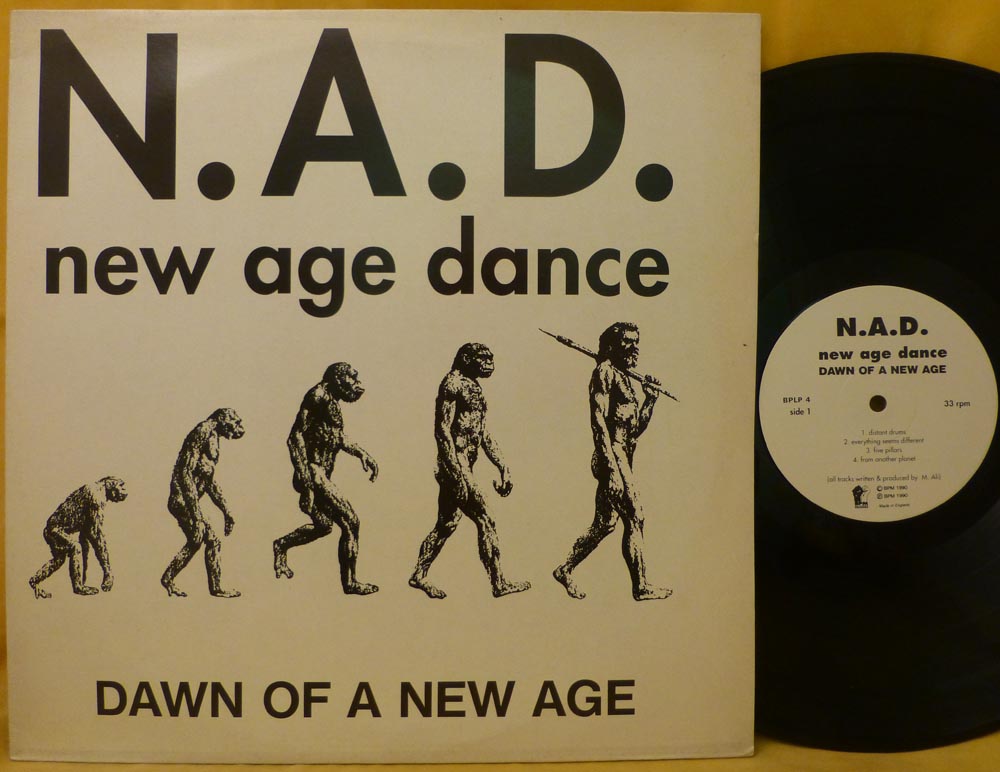 N.A.D.
new age dance
DAWN OF A NEW AGE
N.A.D.
new age dance
DAWN OF A NEW AGE
BPLP 4
side 1
33 rpm
1. distant drums
2. everything seems different
3. five pillars
4. from another planet
(all tracks written & produced by M. Ali)
© BPM 1990
℗ BPM 1990
Made in England